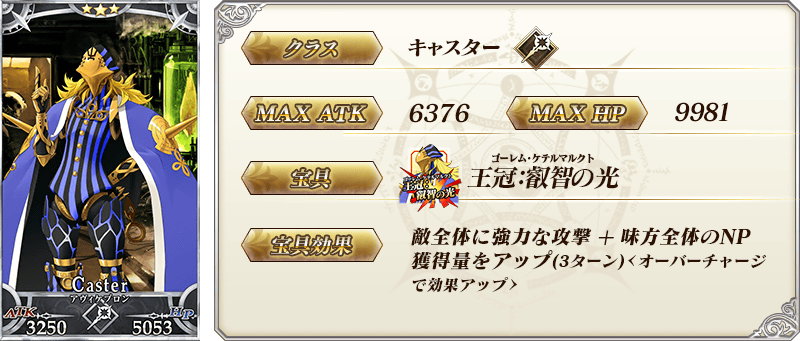 Caster
アヴィケブロン
ATK
HP
3250
5053
クラス
キャスター
MAX ATK
6376
MAX HP
9981
宝具
ゴーレム・ケテルマルクト
王冠：叡智の光
宝具効果
敵全体に強力な攻撃 ＋ 味方全体のNP
獲得量をアップ(3ターン)<オーバーチャージ
で効果アップ>